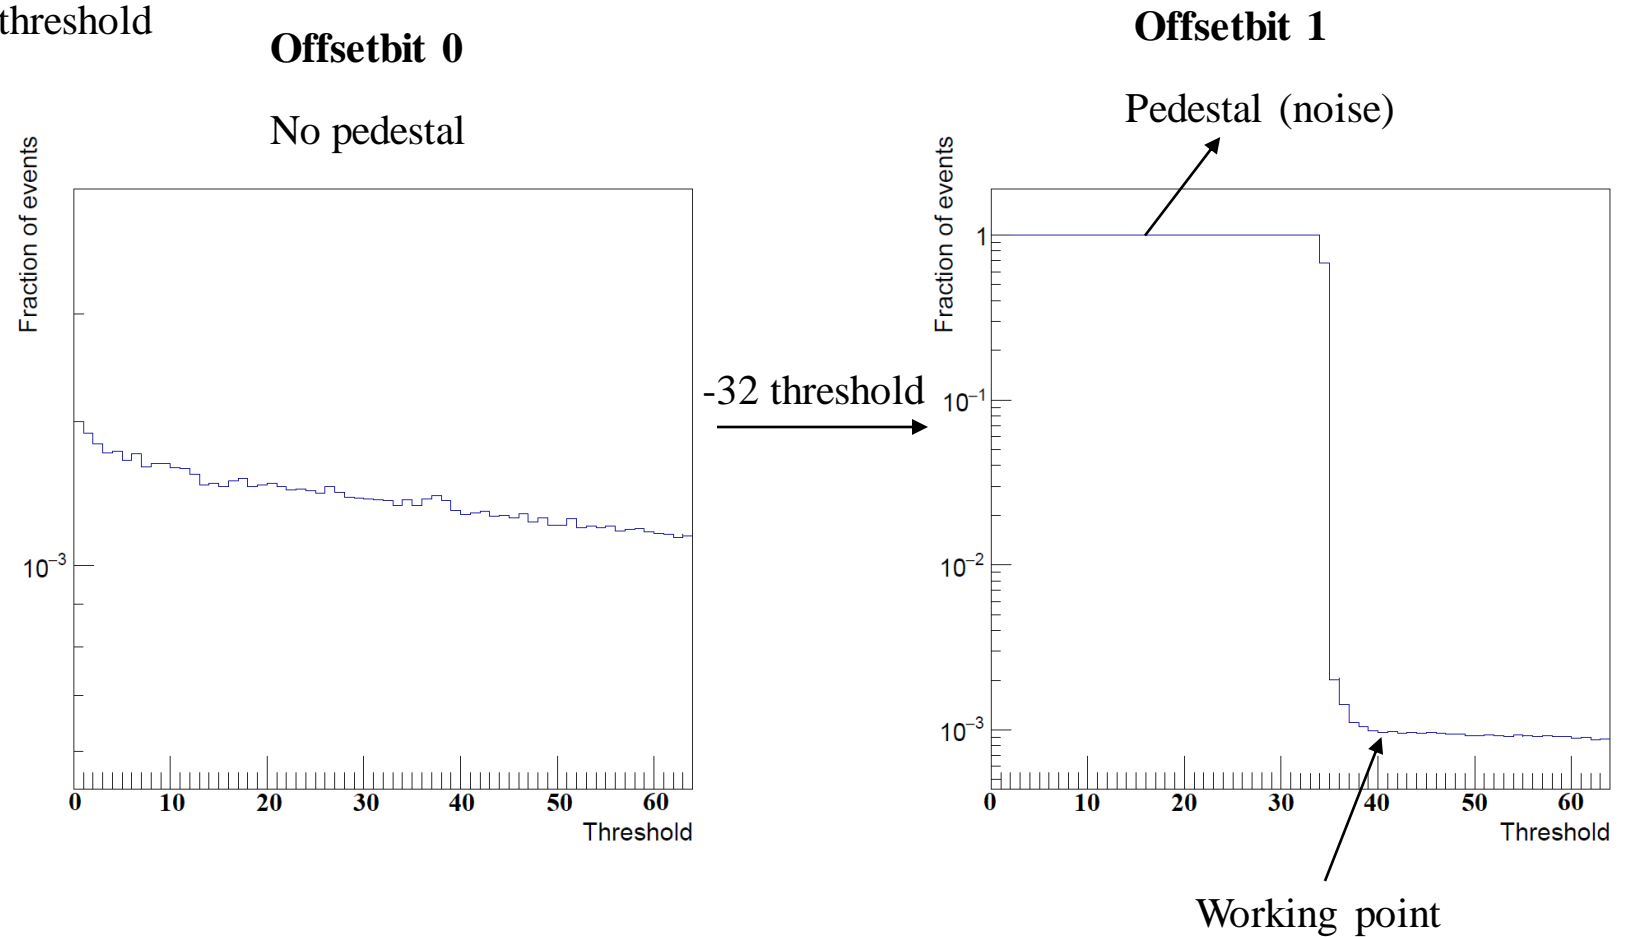 threshold
Offsetbit 0
No pedestal
Fraction of events
10⁻³
0 10 20 30 40 50 60
Threshold
-32 threshold
Offsetbit 1
Pedestal (noise)
Fraction of events
1
10⁻¹
10⁻²
10⁻³
0 10 20 30 40 50 60
Threshold
Working point